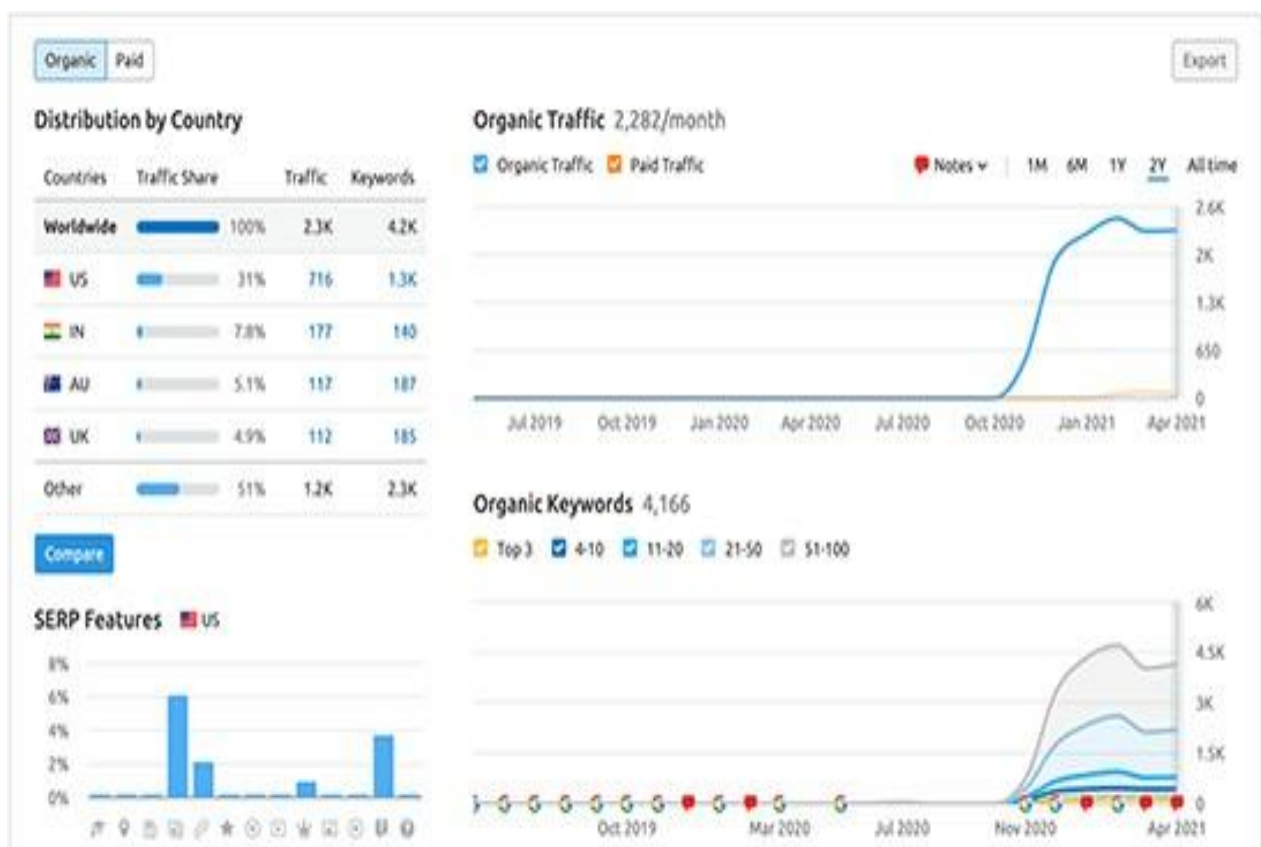 Organic Paid Export
Distribution by Country
Countries Traffic Share Traffic Keywords
Worldwide 100% 2.3K 4.2K
US 31% 716 1.3K
IN 7.8% 177 140
AU 5.1% 117 187
UK 4.9% 112 185
Other 51% 1.2K 2.3K
Compare
SERP Features US
8%
6%
4%
2%
0%
Organic Traffic 2,282/month
Organic Traffic Paid Traffic Notes 1M 6M 1Y 2Y All time
2.6K
2K
1.3K
650
0
Jul 2019 Oct 2019 Jan 2020 Apr 2020 Jul 2020 Oct 2020 Jan 2021 Apr 2021
Organic Keywords 4,166
Top 3 4-10 11-20 21-50 51-100
6K
4.5K
3K
1.5K
0
Oct 2019 Mar 2020 Jul 2020 Nov 2020 Apr 2021